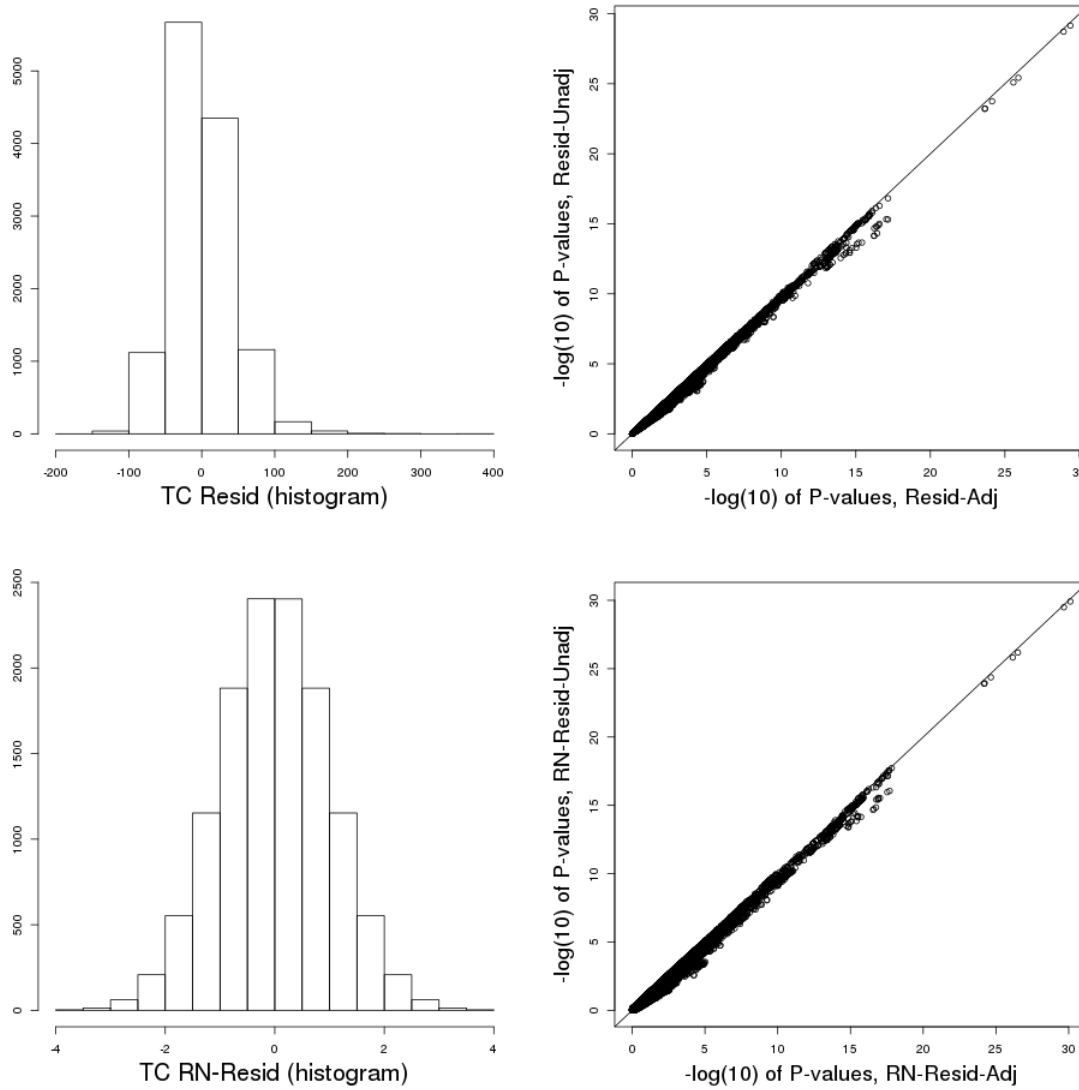 5000
4000
3000
2000
1000
0
-200 -100 0 100 200 300 400
TC Resid (histogram)
-log(10) of P-values, Resid-Unadj
30
25
20
15
10
5
0
0 5 10 15 20 25 30
-log(10) of P-values, Resid-Adj
2500
2000
1500
1000
500
0
-4 -2 0 2 4
TC RN-Resid (histogram)
-log(10) of P-values, RN-Resid-Unadj
30
25
20
15
10
5
0
0 5 10 15 20 25 30
-log(10) of P-values, RN-Resid-Adj